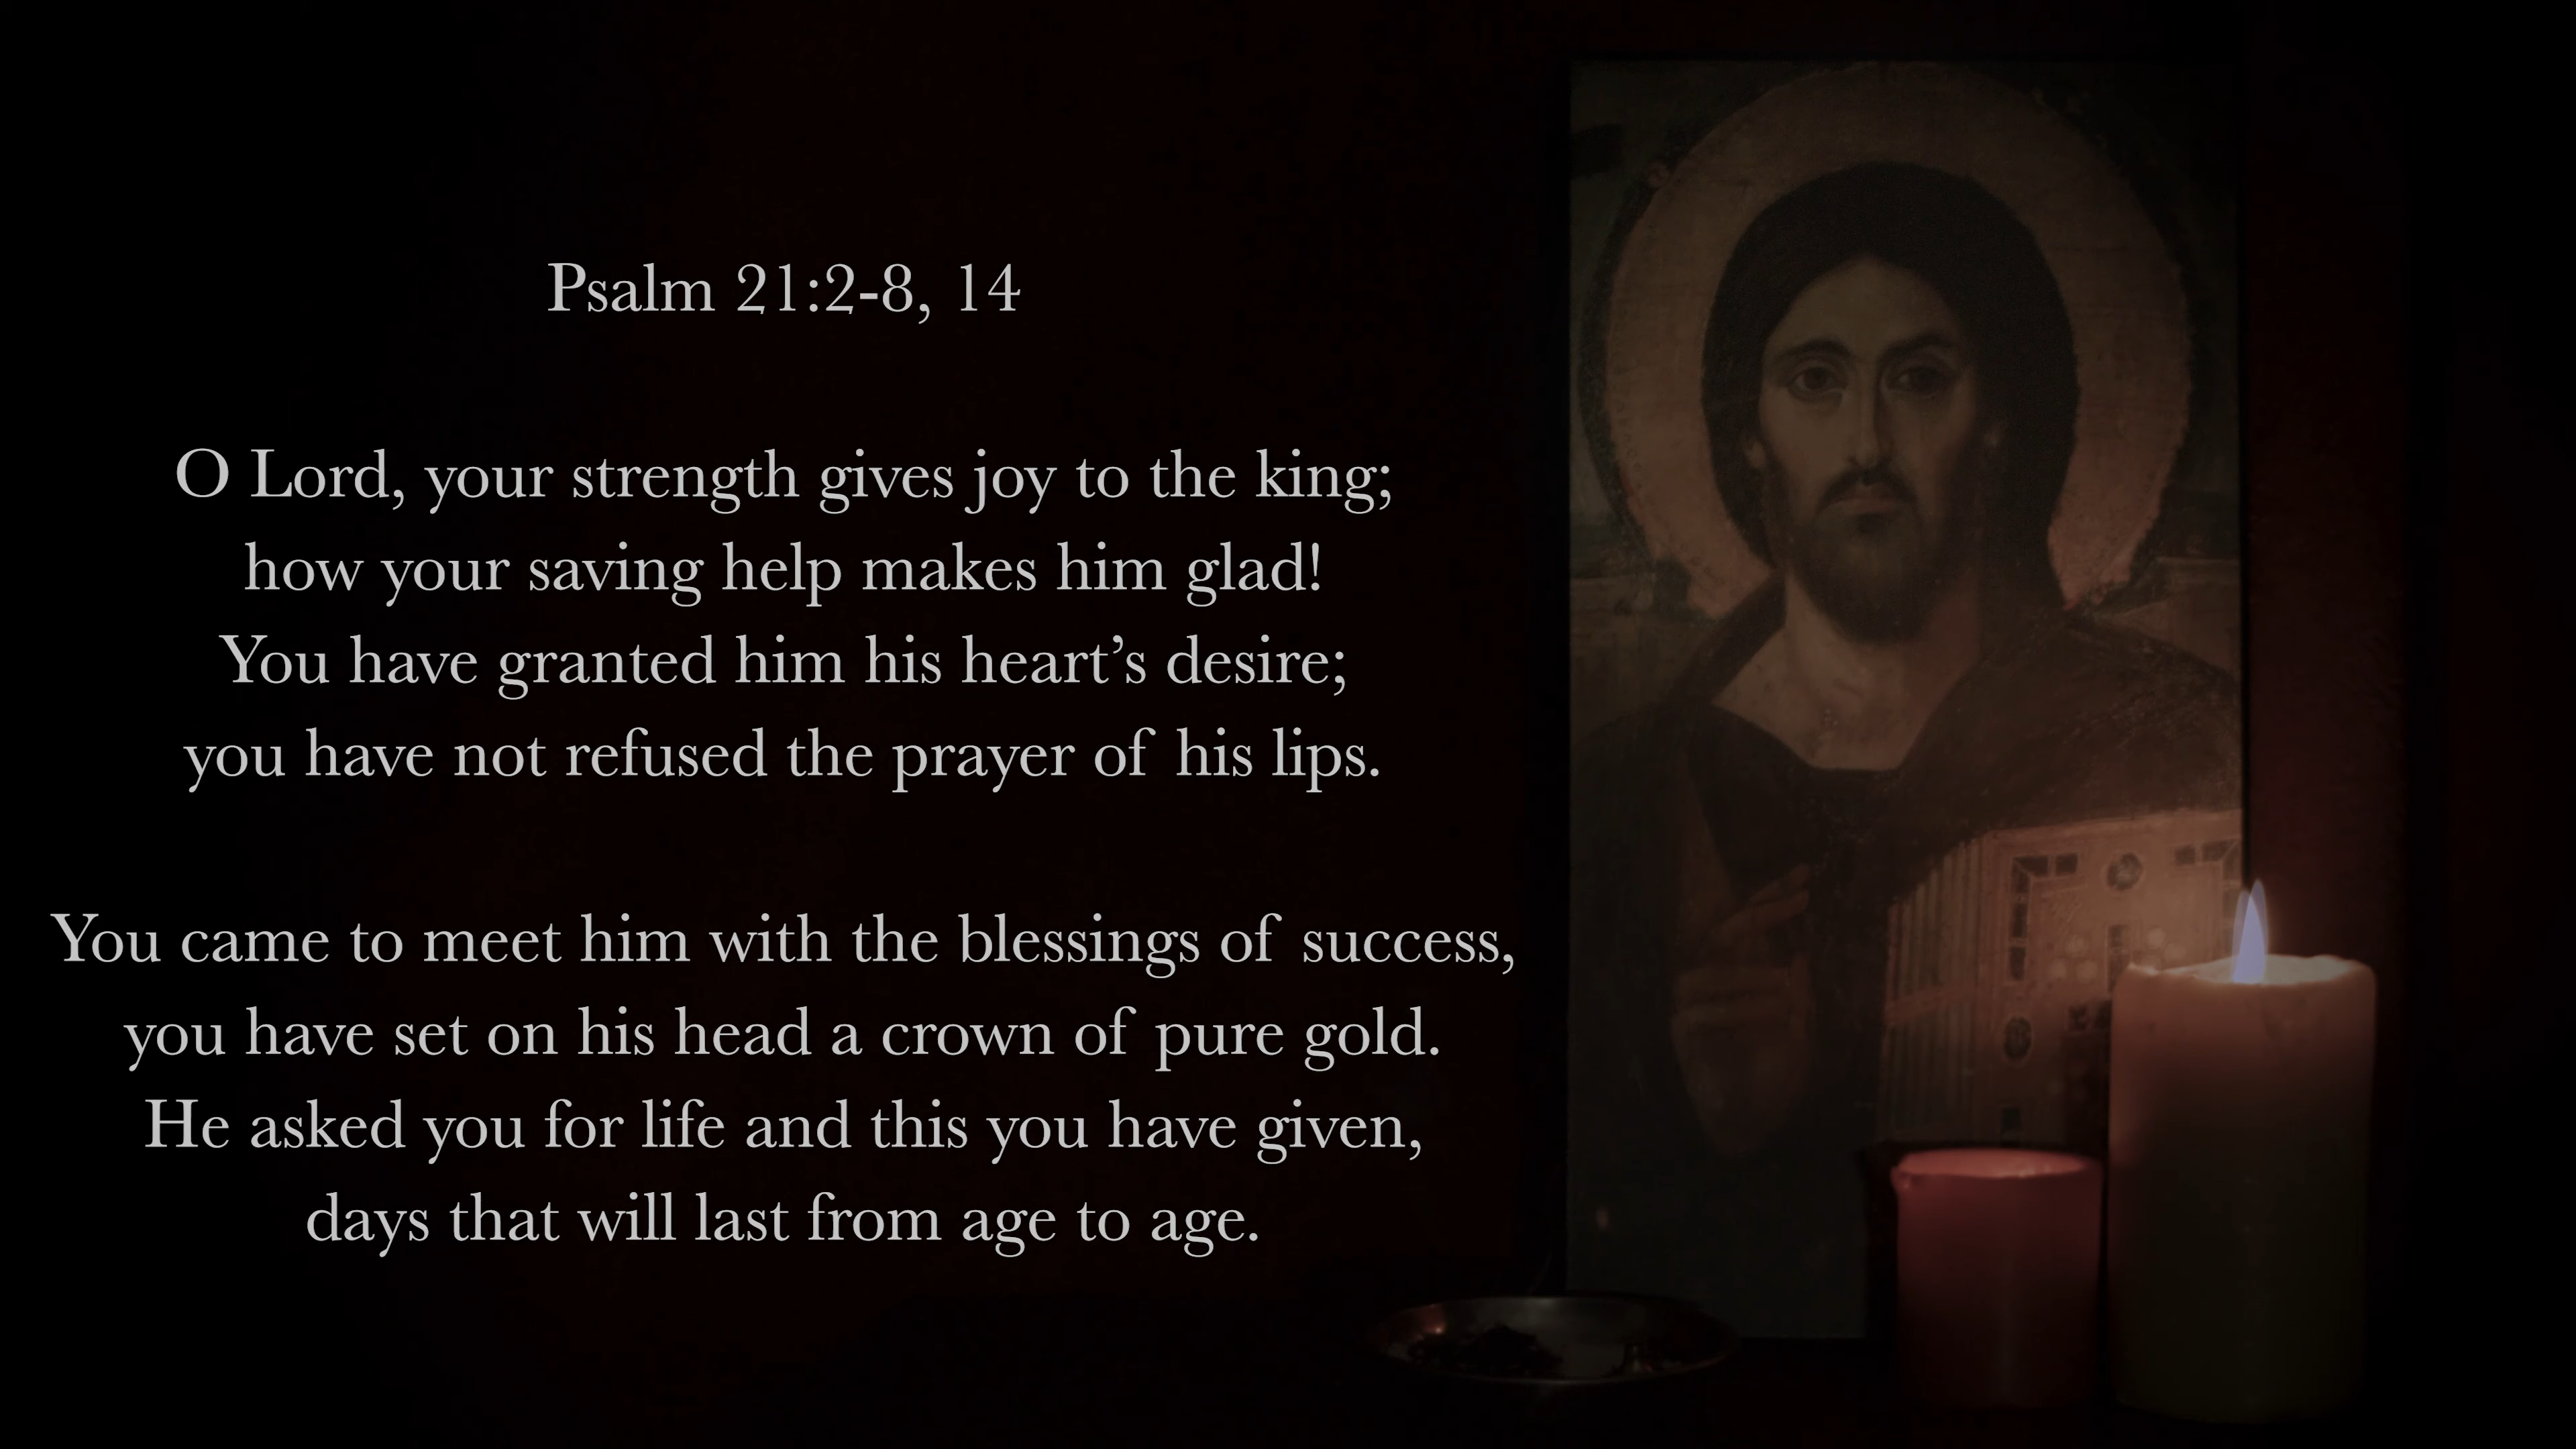 Psalm 21:2-8, 14
O Lord, your strength gives joy to the king;
how your saving help makes him glad!
You have granted him his heart’s desire;
you have not refused the prayer of his lips.
You came to meet him with the blessings of success,
you have set on his head a crown of pure gold.
He asked you for life and this you have given,
days that will last from age to age.